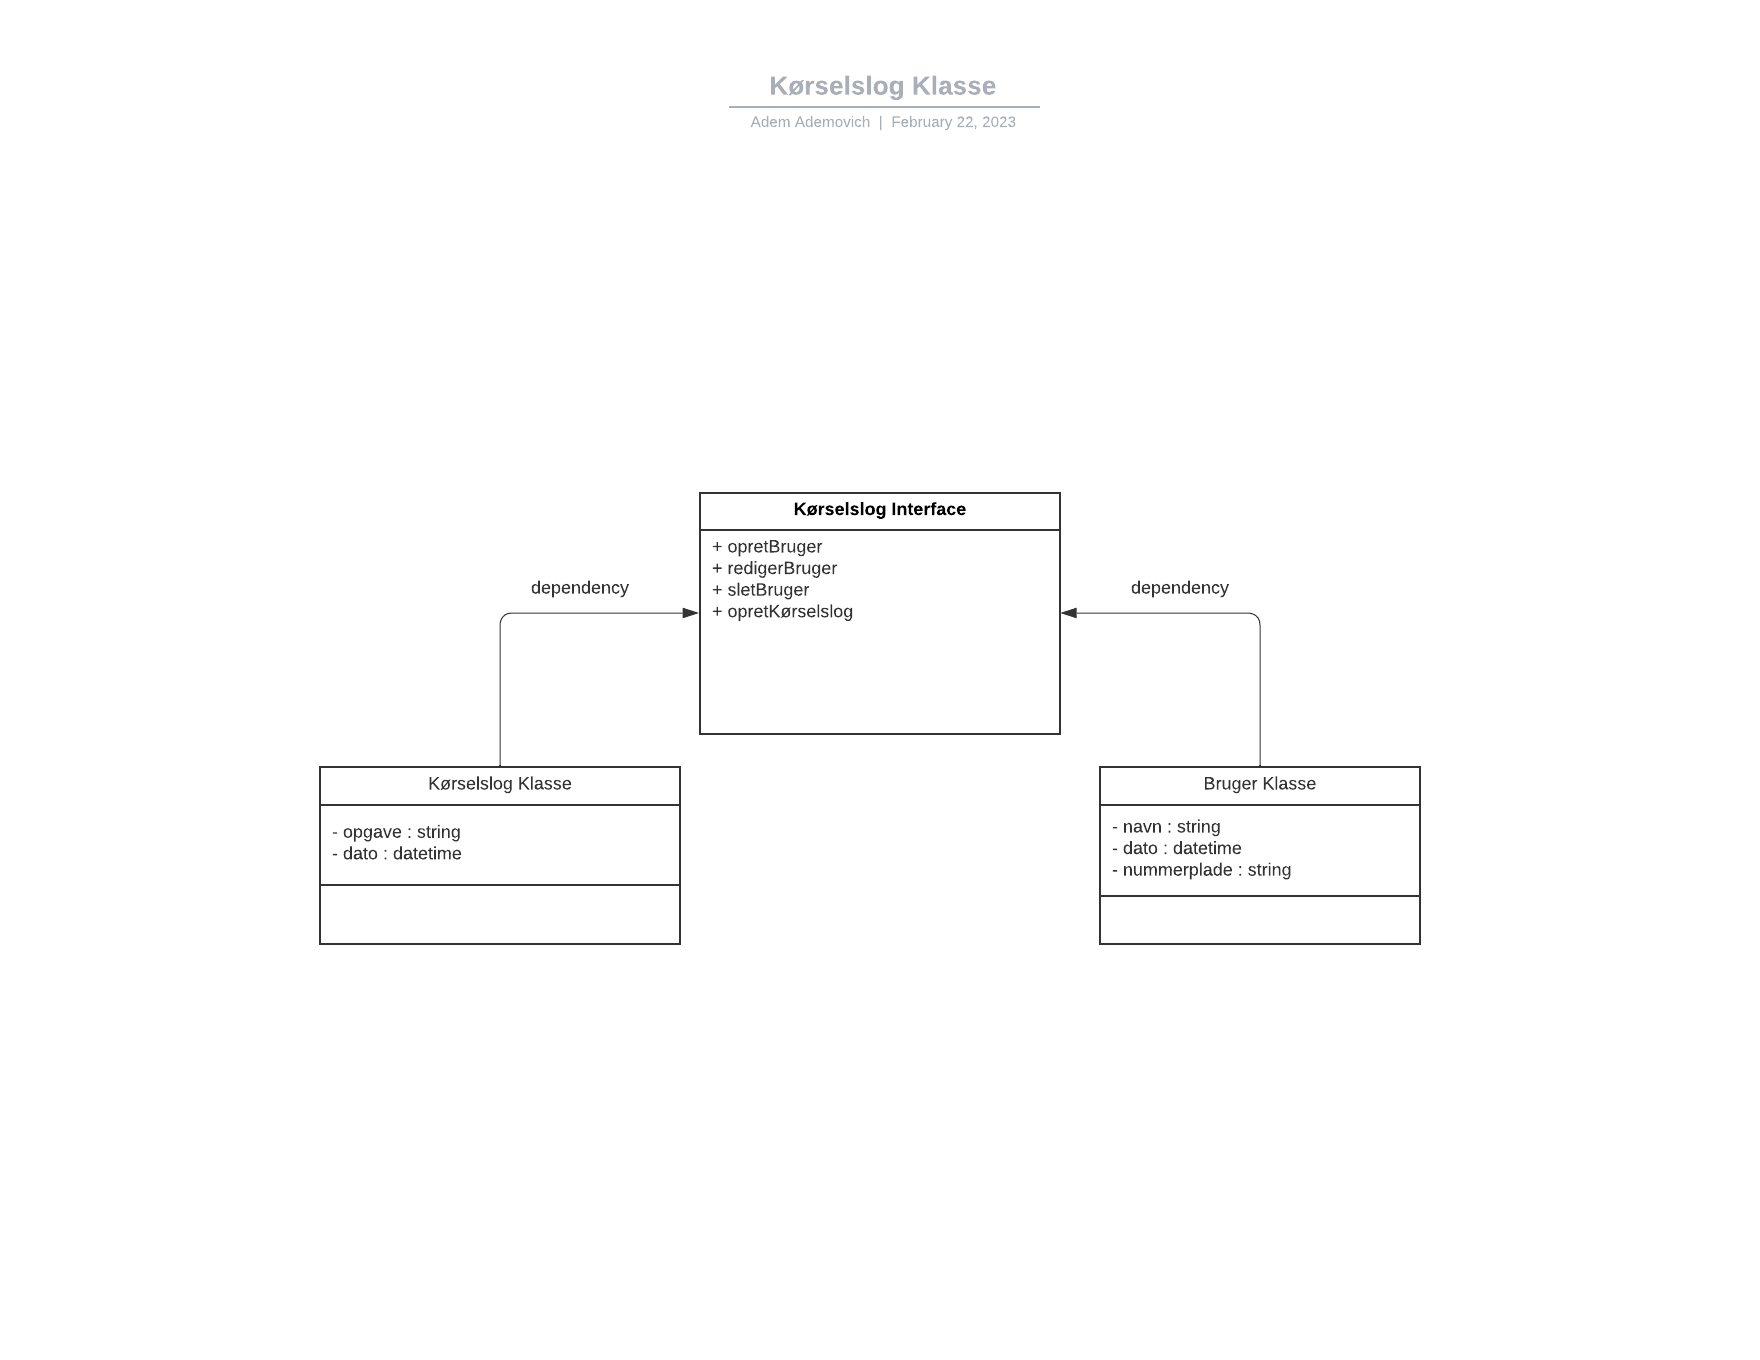 Kørselslog Klasse
Adem Ademovich | February 22, 2023
Kørselslog Interface
+ opretBruger
+ redigerBruger
+ sletBruger
+ opretKørselslog
dependency
dependency
Kørselslog Klasse
- opgave : string
- dato : datetime
Bruger Klasse
- navn : string
- dato : datetime
- nummerplade : string